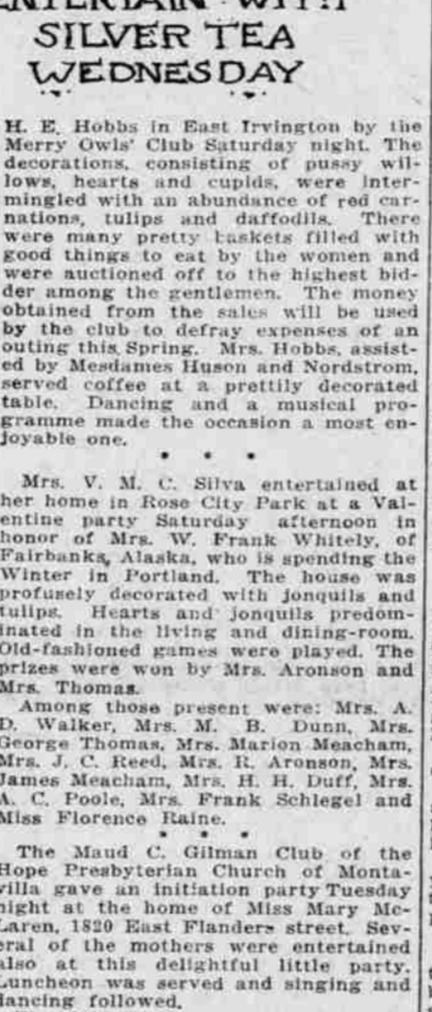 ENTERTAIN WITH
SILVER TEA
WEDNESDAY
H. E. Hobbs in East Irvington by the
Merry Owls' Club Saturday night. The
decorations, consisting of pussy wil-
lows, hearts and cupids, were inter-
mingled with an abundance of red car-
nations, tulips and daffodils. There
were many pretty baskets filled with
good things to eat by the women and
were auctioned off to the highest bid-
der among the gentlemen. The money
obtained from the sales will be used
by the club to defray expenses of an
outing this Spring. Mrs. Hobbs, assist-
ed by Mesdames Huson and Nordstrom,
served coffee at a prettily decorated
table. Dancing and a musical pro-
gramme made the occasion a most en-
joyable one.
* * *
Mrs. V. M. C. Silva entertained at
her home in Rose City Park at a Val-
entine party Saturday afternoon in
honor of Mrs. W. Frank Whitely, of
Fairbanks, Alaska, who is spending the
Winter in Portland. The house was
profusely decorated with jonquils and
tulips. Hearts and jonquils predom-
inated in the living and dining-room.
Old-fashioned games were played. The
prizes were won by Mrs. Aronson and
Mrs. Thomas.
Among those present were: Mrs. A.
D. Walker, Mrs. M. B. Dunn, Mrs.
George Thomas, Mrs. Marion Meacham,
Mrs. J. C. Reed, Mrs. R. Aronson, Mrs.
James Meacham, Mrs. H. H. Duff, Mrs.
A. C. Poole, Mrs. Frank Schlegel and
Miss Florence Raine.
* * *
The Maud C. Gilman Club of the
Hope Presbyterian Church of Monta-
villa gave an initiation party Tuesday
night at the home of Miss Mary Mc-
Laren, 1820 East Flanders street. Sev-
eral of the mothers were entertained
also at this delightful little party.
Luncheon was served and singing and
dancing followed.